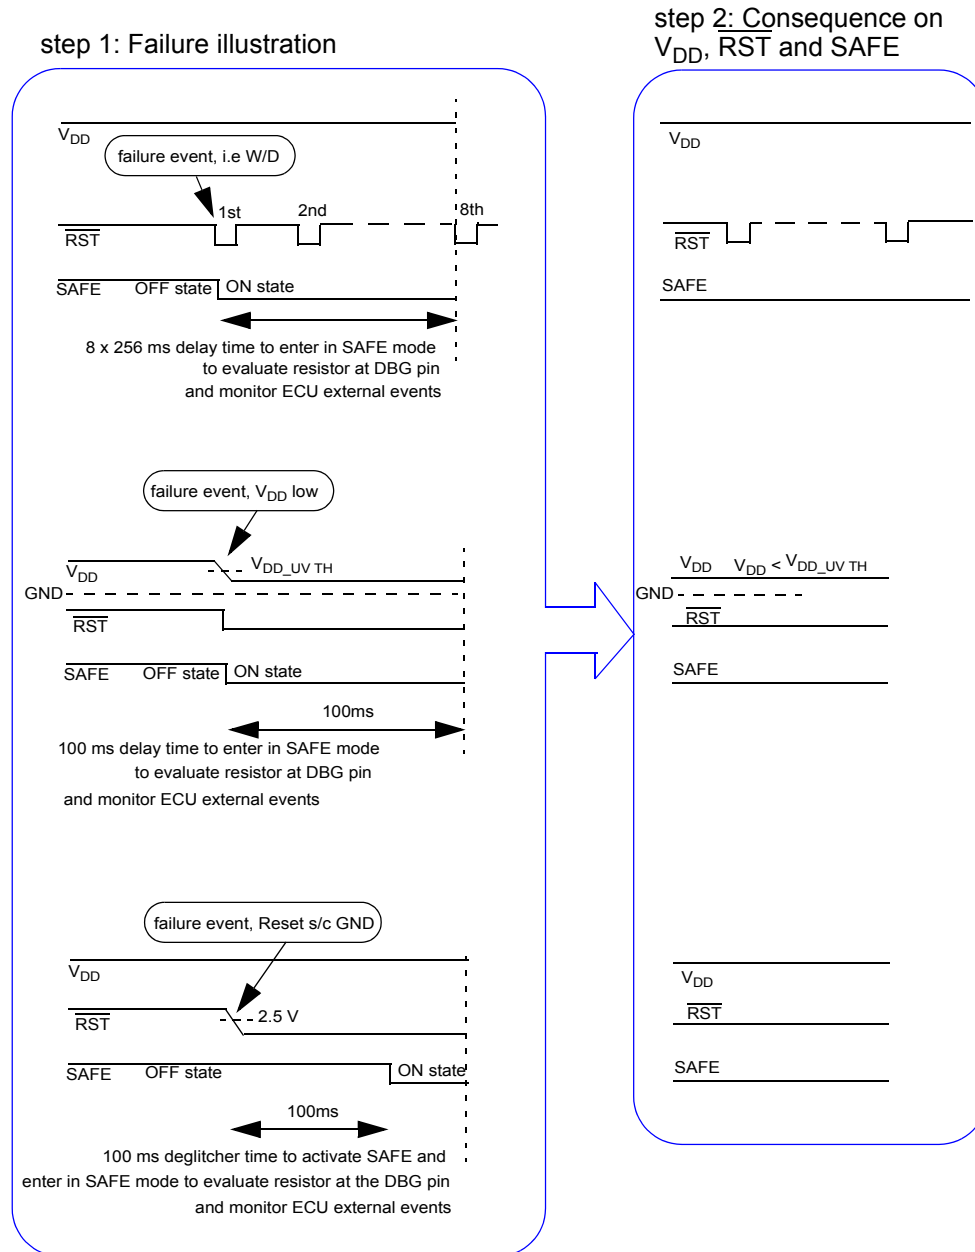 step 1: Failure illustration
step 2: Consequence on
VDD, RST and SAFE
VDD
failure event, i.e W/D
1st 2nd 8th
RST
SAFE OFF state ON state
8 x 256 ms delay time to enter in SAFE mode
to evaluate resistor at DBG pin
and monitor ECU external events
VDD
RST
SAFE
failure event, VDD low
VDD VDD_UV TH
GND
RST
SAFE OFF state ON state
100ms
100 ms delay time to enter in SAFE mode
to evaluate resistor at DBG pin
and monitor ECU external events
VDD VDD < VDD_UV TH
GND
RST
SAFE
failure event, Reset s/c GND
VDD
RST 2.5 V
SAFE OFF state ON state
100ms
100 ms deglitcher time to activate SAFE and
enter in SAFE mode to evaluate resistor at the DBG pin
and monitor ECU external events
VDD
RST
SAFE